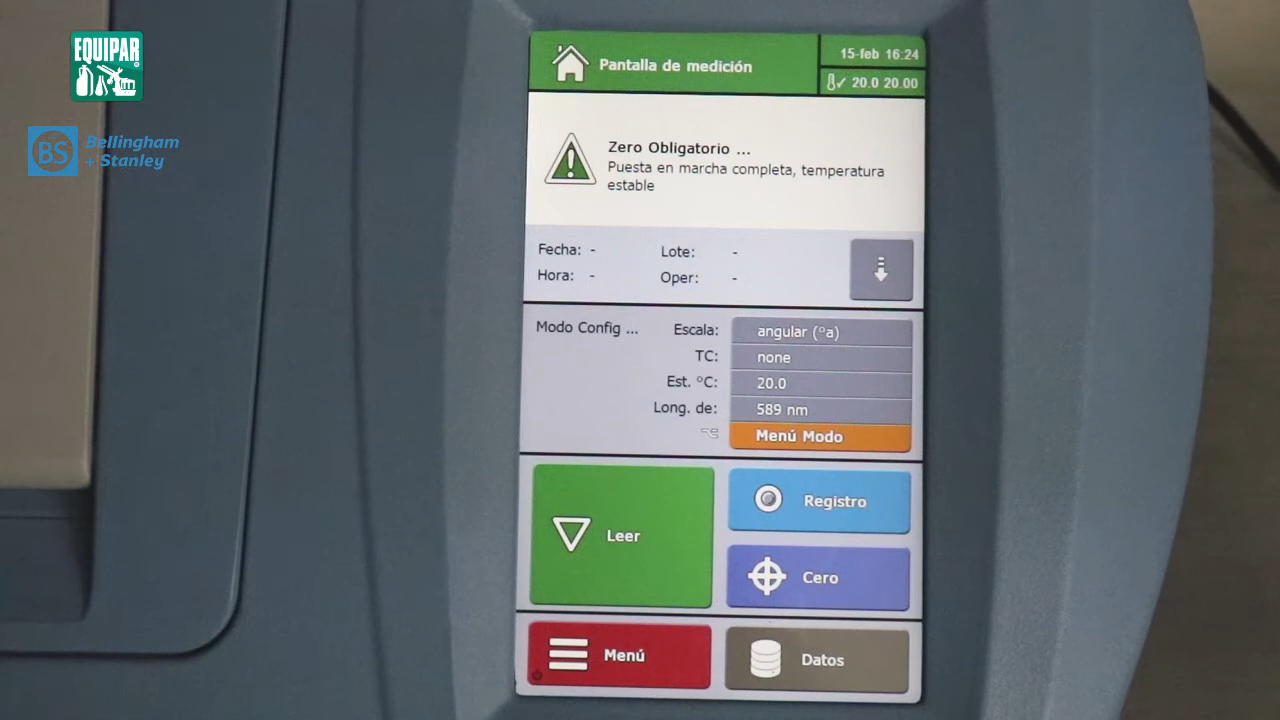 EQUIPAR
BS
Bellingham
+ Stanley
Pantalla de medición
15-feb 16:24
20.0 20.00
Zero Obligatorio ...
Puesta en marcha completa, temperatura
estable
Fecha: -
Lote: -
Hora: -
Oper: -
Modo Config ...
Escala: angular (ºa)
TC: none
Est. ºC: 20.0
Long. de: 589 nm
Menú Modo
Leer
Registro
Cero
Menú
Datos